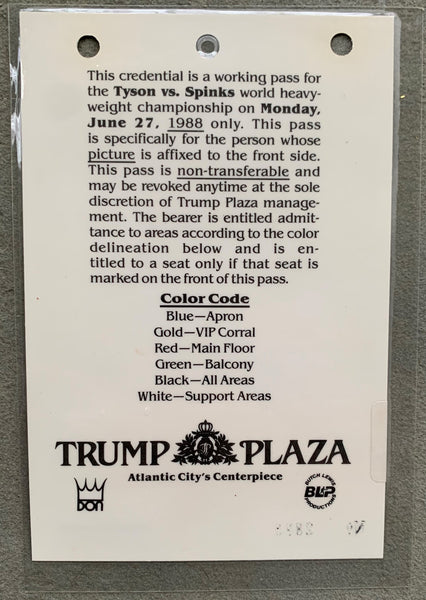 This credential is a working pass for
the Tyson vs. Spinks world heavy-
weight championship on Monday,
June 27, 1988 only. This pass
is specifically for the person whose
picture is affixed to the front side.
This pass is non-transferable and
may be revoked anytime at the sole
discretion of Trump Plaza manage-
ment. The bearer is entitled admit-
tance to areas according to the color
delineation below and is en-
titled to a seat only if that seat is
marked on the front of this pass.
Color Code
Blue—Apron
Gold—VIP Corral
Red—Main Floor
Green—Balcony
Black—All Areas
White—Support Areas
TRUMP PLAZA
Atlantic City's Centerpiece
DON
BUTCH LEWIS
BLP
PRODUCTIONS